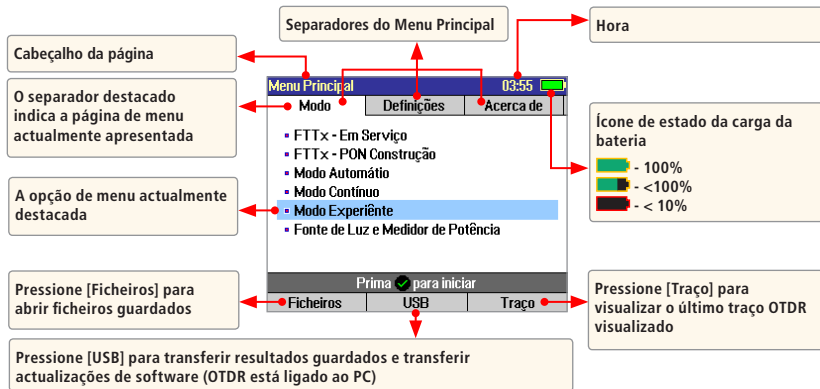 Separadores do Menu Principal
Hora
Cabeçalho da página
O separador destacado
indica a página de menu
actualmente apresentada
A opção de menu actualmente
destacada
Pressione [Ficheiros] para
abrir ficheiros guardados
Menu Principal 03:55
Modo Definições Acerca de
FTTx - Em Serviço
FTTx - PON Construção
Modo Automátio
Modo Contínuo
Modo Experiênte
Fonte de Luz e Medidor de Potência
Prima para iniciar
Ficheiros USB Traço
Ícone de estado da carga da
bateria
- 100%
- <100%
- < 10%
Pressione [Traço] para
visualizar o último traço OTDR
visualizado
Pressione [USB] para transferir resultados guardados e transferir
actualizações de software (OTDR está ligado ao PC)